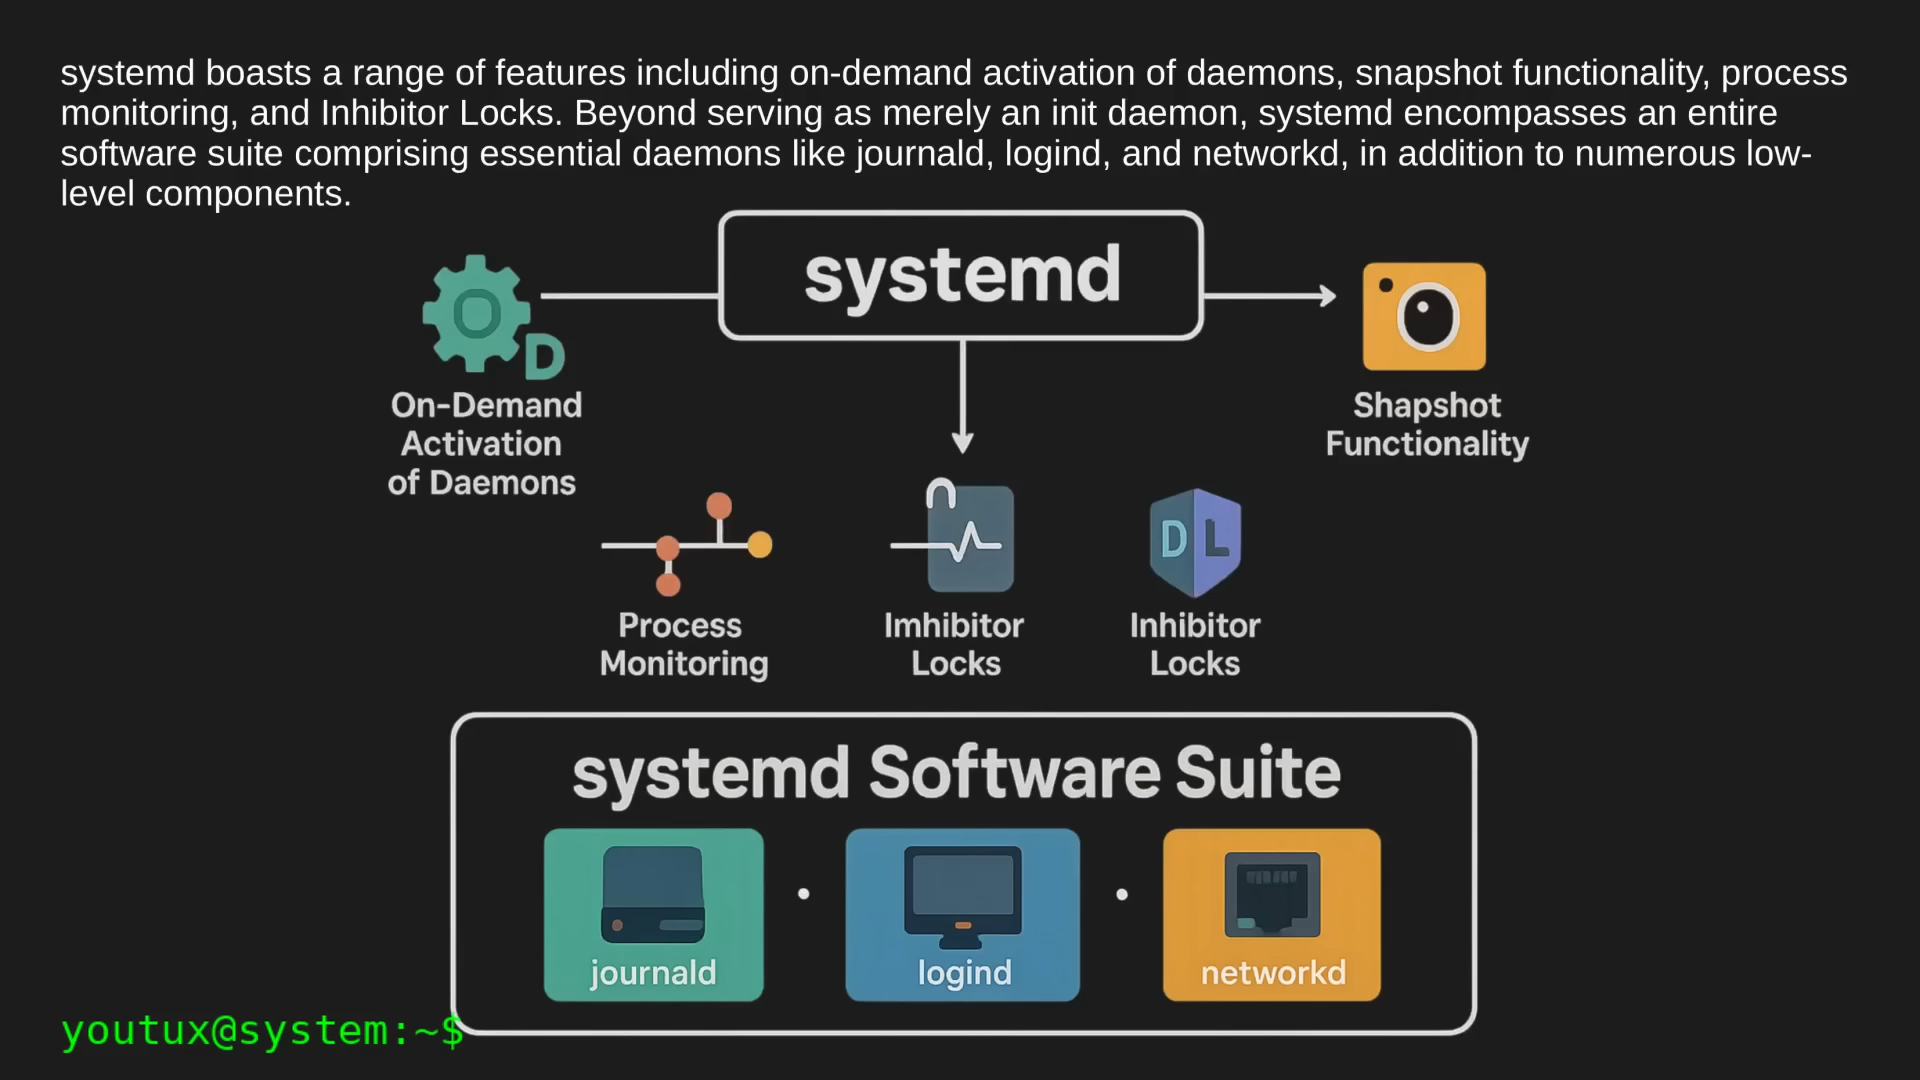 systemd boasts a range of features including on-demand activation of daemons, snapshot functionality, process
monitoring, and Inhibitor Locks. Beyond serving as merely an init daemon, systemd encompasses an entire
software suite comprising essential daemons like journald, logind, and networkd, in addition to numerous low-
level components.
systemd
D
On-Demand
Activation
of Daemons
Shapshot
Functionality
D L
Process
Monitoring
Imhibitor
Locks
Inhibitor
Locks
systemd Software Suite
journald
logind
networkd
youtux@system:~$